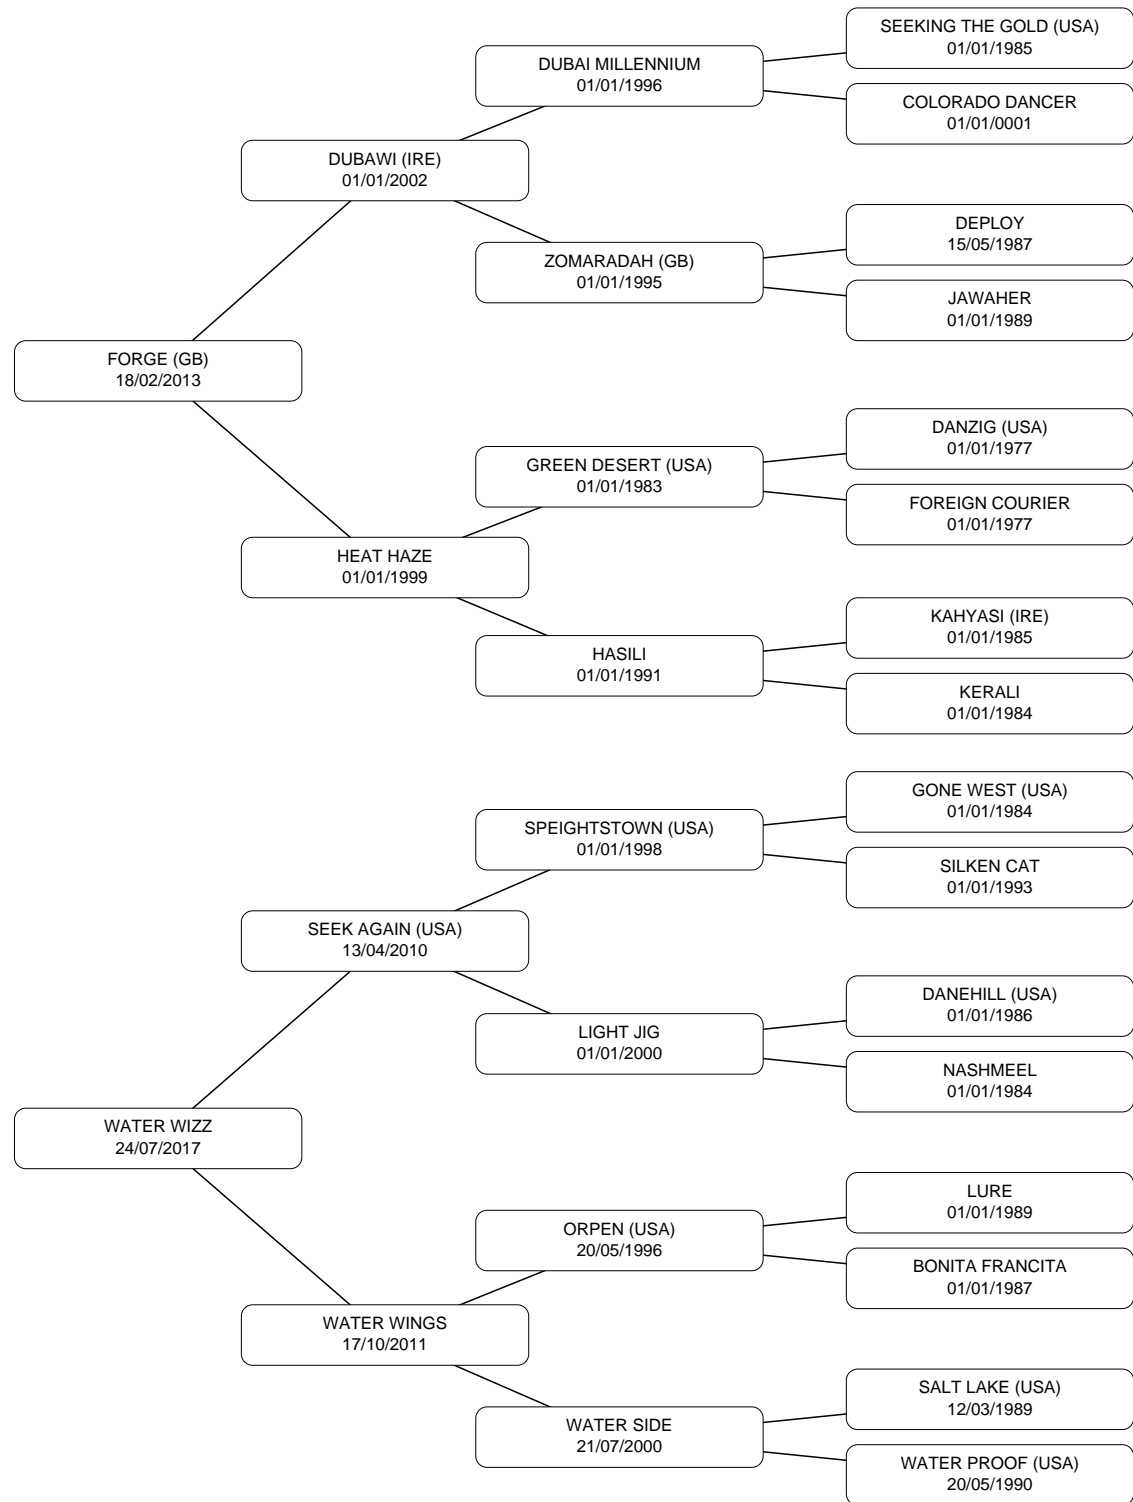 SEEKING THE GOLD (USA)
01/01/1985
DUBAI MILLENNIUM
01/01/1996
COLORADO DANCER
01/01/0001
DUBAWI (IRE)
01/01/2002
DEPLOY
15/05/1987
ZOMARADAH (GB)
01/01/1995
JAWAHER
01/01/1989
FORGE (GB)
18/02/2013
DANZIG (USA)
01/01/1977
GREEN DESERT (USA)
01/01/1983
FOREIGN COURIER
01/01/1977
HEAT HAZE
01/01/1999
KAHYASI (IRE)
01/01/1985
HASILI
01/01/1991
KERALI
01/01/1984
GONE WEST (USA)
01/01/1984
SPEIGHTSTOWN (USA)
01/01/1998
SILKEN CAT
01/01/1993
SEEK AGAIN (USA)
13/04/2010
DANEHILL (USA)
01/01/1986
LIGHT JIG
01/01/2000
NASHMEEL
01/01/1984
WATER WIZZ
24/07/2017
LURE
01/01/1989
ORPEN (USA)
20/05/1996
BONITA FRANCITA
01/01/1987
WATER WINGS
17/10/2011
SALT LAKE (USA)
12/03/1989
WATER SIDE
21/07/2000
WATER PROOF (USA)
20/05/1990